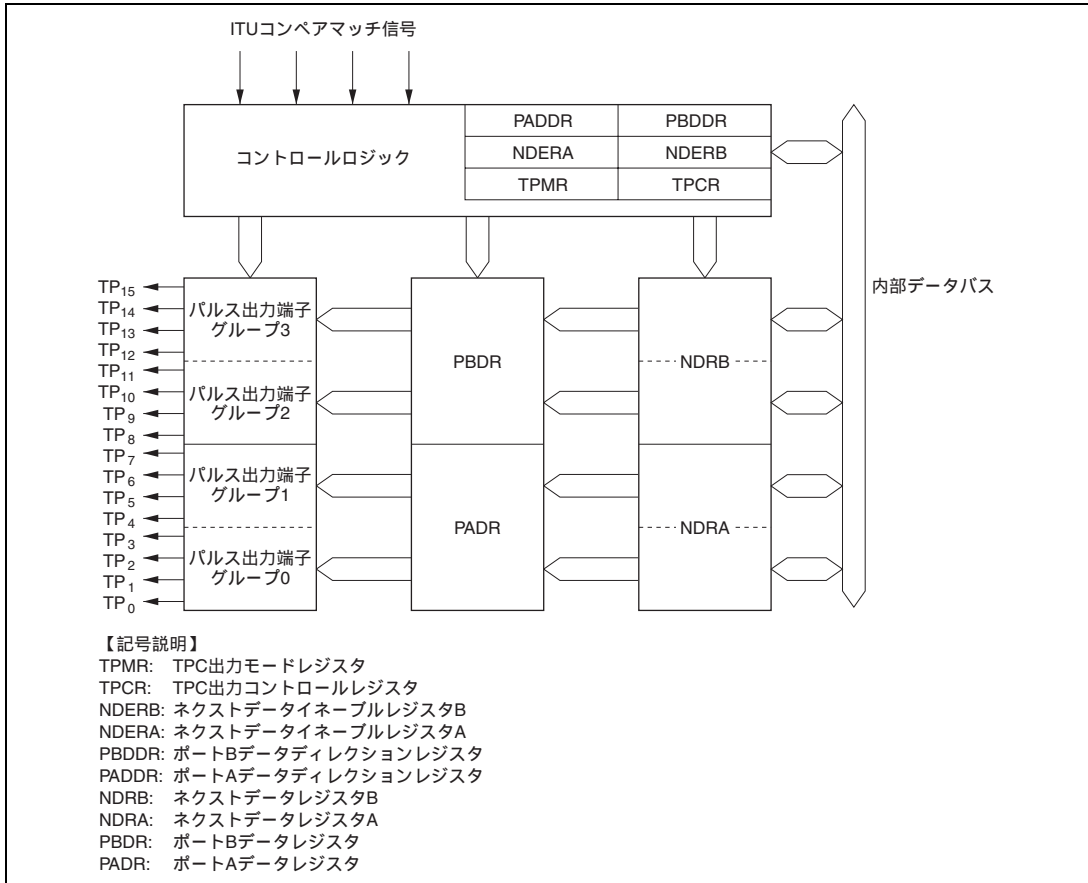 ITUコンペアマッチ信号
コントロールロジック
PADDR PBDDR
NDERA NDERB
TPMR TPCR
内部データバス
TP15
TP14
TP13
TP12
TP11
TP10
TP9
TP8
TP7
TP6
TP5
TP4
TP3
TP2
TP1
TP0
パルス出力端子
グループ3
パルス出力端子
グループ2
パルス出力端子
グループ1
パルス出力端子
グループ0
PBDR
PADR
NDRB
NDRA
【記号説明】
TPMR: TPC出力モードレジスタ
TPCR: TPC出力コントロールレジスタ
NDERB: ネクストデータイネーブルレジスタB
NDERA: ネクストデータイネーブルレジスタA
PBDDR: ポートBデータディレクションレジスタ
PADDR: ポートAデータディレクションレジスタ
NDRB: ネクストデータレジスタB
NDRA: ネクストデータレジスタA
PBDR: ポートBデータレジスタ
PADR: ポートAデータレジスタ